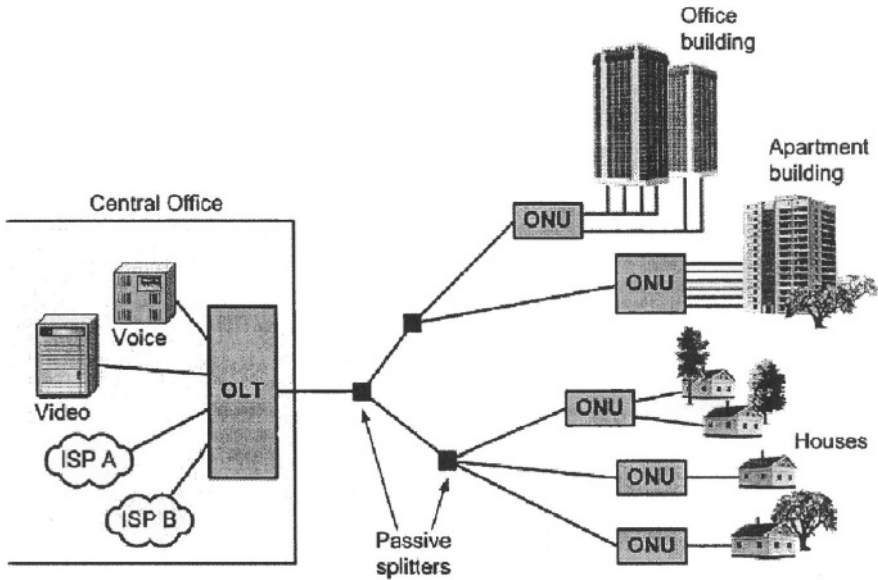 Office
building
Apartment
building
Central Office
ONU
ONU
Voice
OLT
Video
ONU
Houses
ISP A
ONU
ISP B
Passive
splitters
ONU